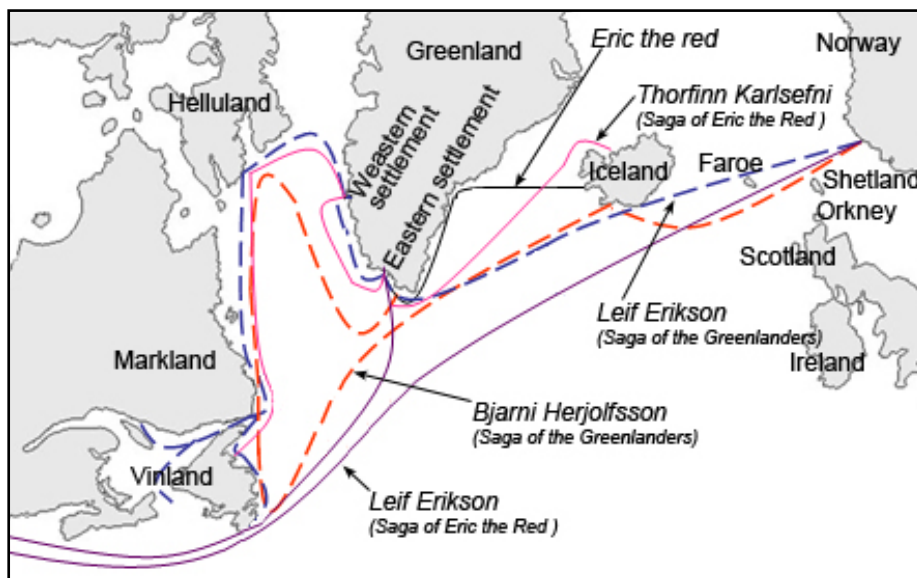 Greenland
Eric the red
Norway
Helluland
Thorfinn Karlsefni
(Saga of Eric the Red )
Weastern
settlement
Eastern settlement
Iceland
Faroe
Shetland
Orkney
Scotland
Leif Erikson
(Saga of the Greenlanders)
Ireland
Markland
Bjarni Herjolfsson
(Saga of the Greenlanders)
Vinland
Leif Erikson
(Saga of Eric the Red )